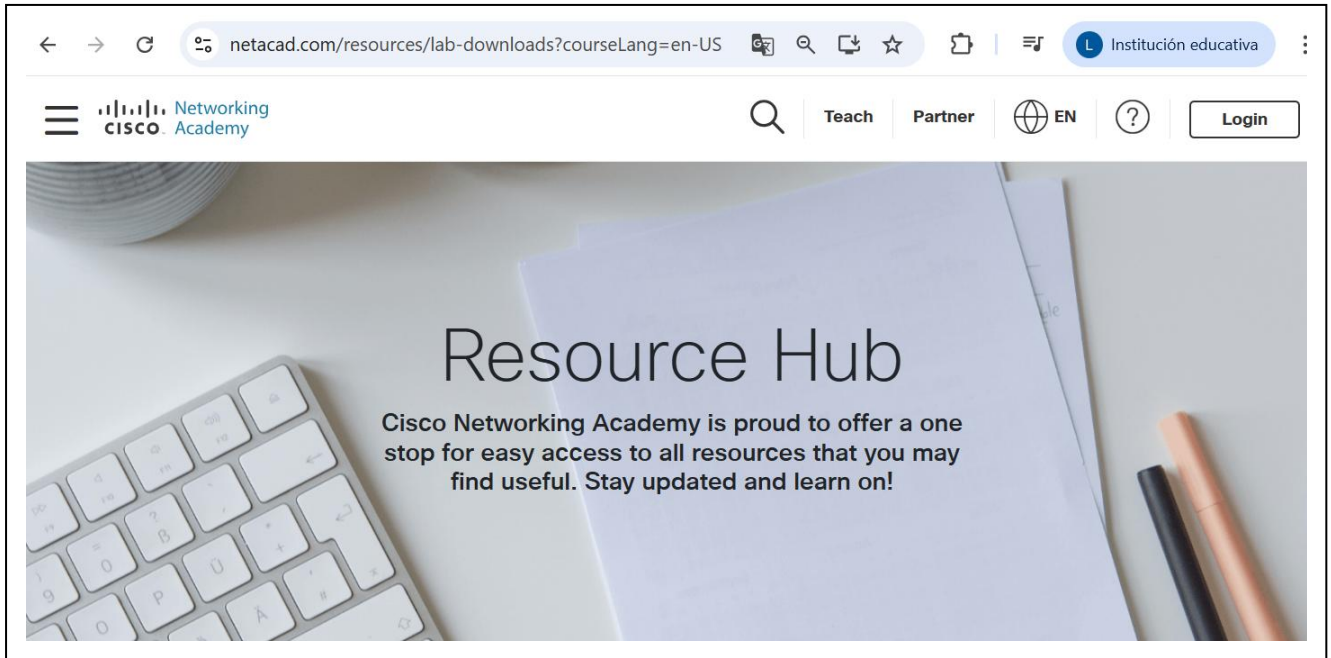 netacad.com/resources/lab-downloads?courseLang=en-US
L Institución educativa
CISCO Networking Academy
Teach
Partner
EN
?
Login
Resource Hub
Cisco Networking Academy is proud to offer a one
stop for easy access to all resources that you may
find useful. Stay updated and learn on!